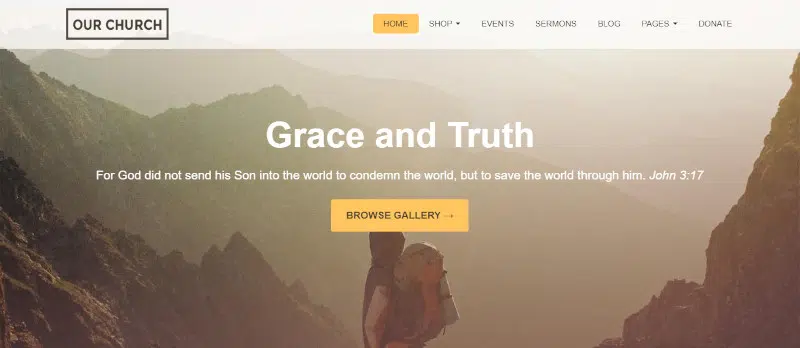 OUR CHURCH
HOME SHOP EVENTS SERMONS BLOG PAGES DONATE
Grace and Truth
For God did not send his Son into the world to condemn the world, but to save the world through him. John 3:17
BROWSE GALLERY →